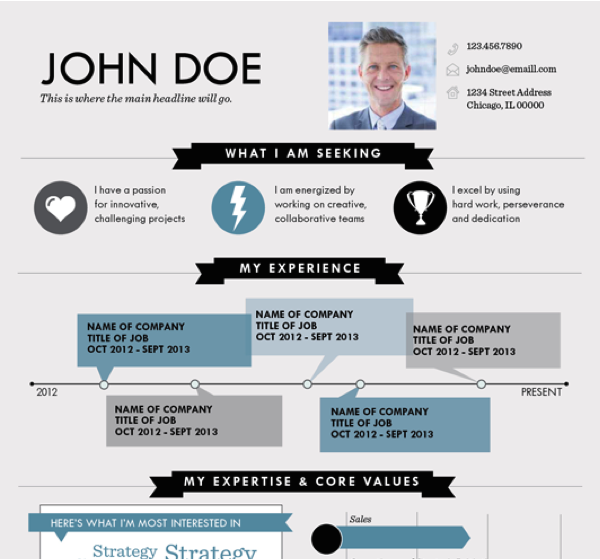 JOHN DOE
This is where the main headline will go.
123.456.7890
johndoe@emaill.com
1234 Street Address
Chicago, IL 00000
WHAT I AM SEEKING
I have a passion
for innovative,
challenging projects
I am energized by
working on creative,
collaborative teams
I excel by using
hard work, perseverance
and dedication
MY EXPERIENCE
NAME OF COMPANY
TITLE OF JOB
OCT 2012 - SEPT 2013
NAME OF COMPANY
TITLE OF JOB
OCT 2012 - SEPT 2013
NAME OF COMPANY
TITLE OF JOB
OCT 2012 - SEPT 2013
2012
PRESENT
NAME OF COMPANY
TITLE OF JOB
OCT 2012 - SEPT 2013
NAME OF COMPANY
TITLE OF JOB
OCT 2012 - SEPT 2013
MY EXPERTISE & CORE VALUES
HERE'S WHAT I'M MOST INTERESTED IN
Strategy Strategy
Sales